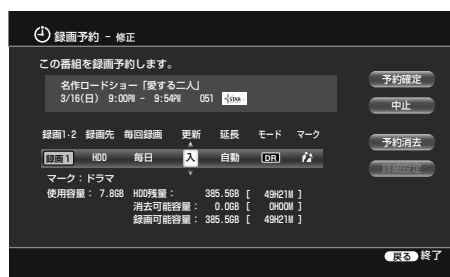 録画予約 - 修正
この番組を録画予約します。
名作ロードショー「愛する二人」
3/16(日) 9:00PM - 9:54PM 051 STAR
予約確定
中止
予約消去
詳細設定
録画1·2 録画先 毎回録画 更新 延長 モード マーク
録画1 HDD 毎日 入 自動 DR
マーク：ドラマ
使用容量： 7.8GB HDD残量： 385.5GB [ 49H21M ]
消去可能容量： 0.0GB [ 0H00M ]
録画可能容量： 385.5GB [ 49H21M ]
戻る 終了